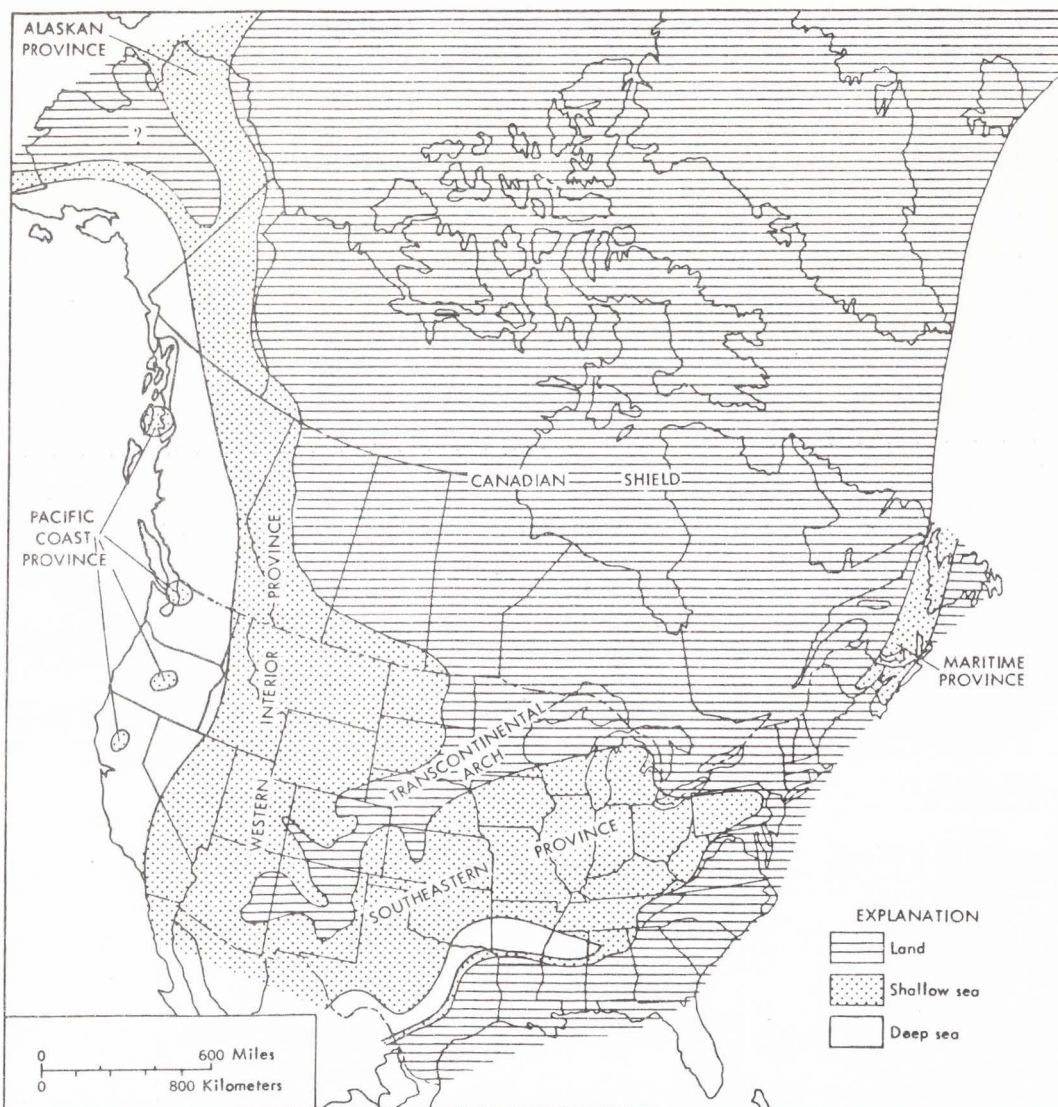 ALASKAN
PROVINCE
?
CANADIAN SHIELD
PACIFIC
COAST
PROVINCE
WESTERN INTERIOR PROVINCE
MARITIME
PROVINCE
TRANSCONTINENTAL
ARCH
SOUTHEASTERN PROVINCE
EXPLANATION
Land
Shallow sea
Deep sea
0 600 Miles
0 800 Kilometers